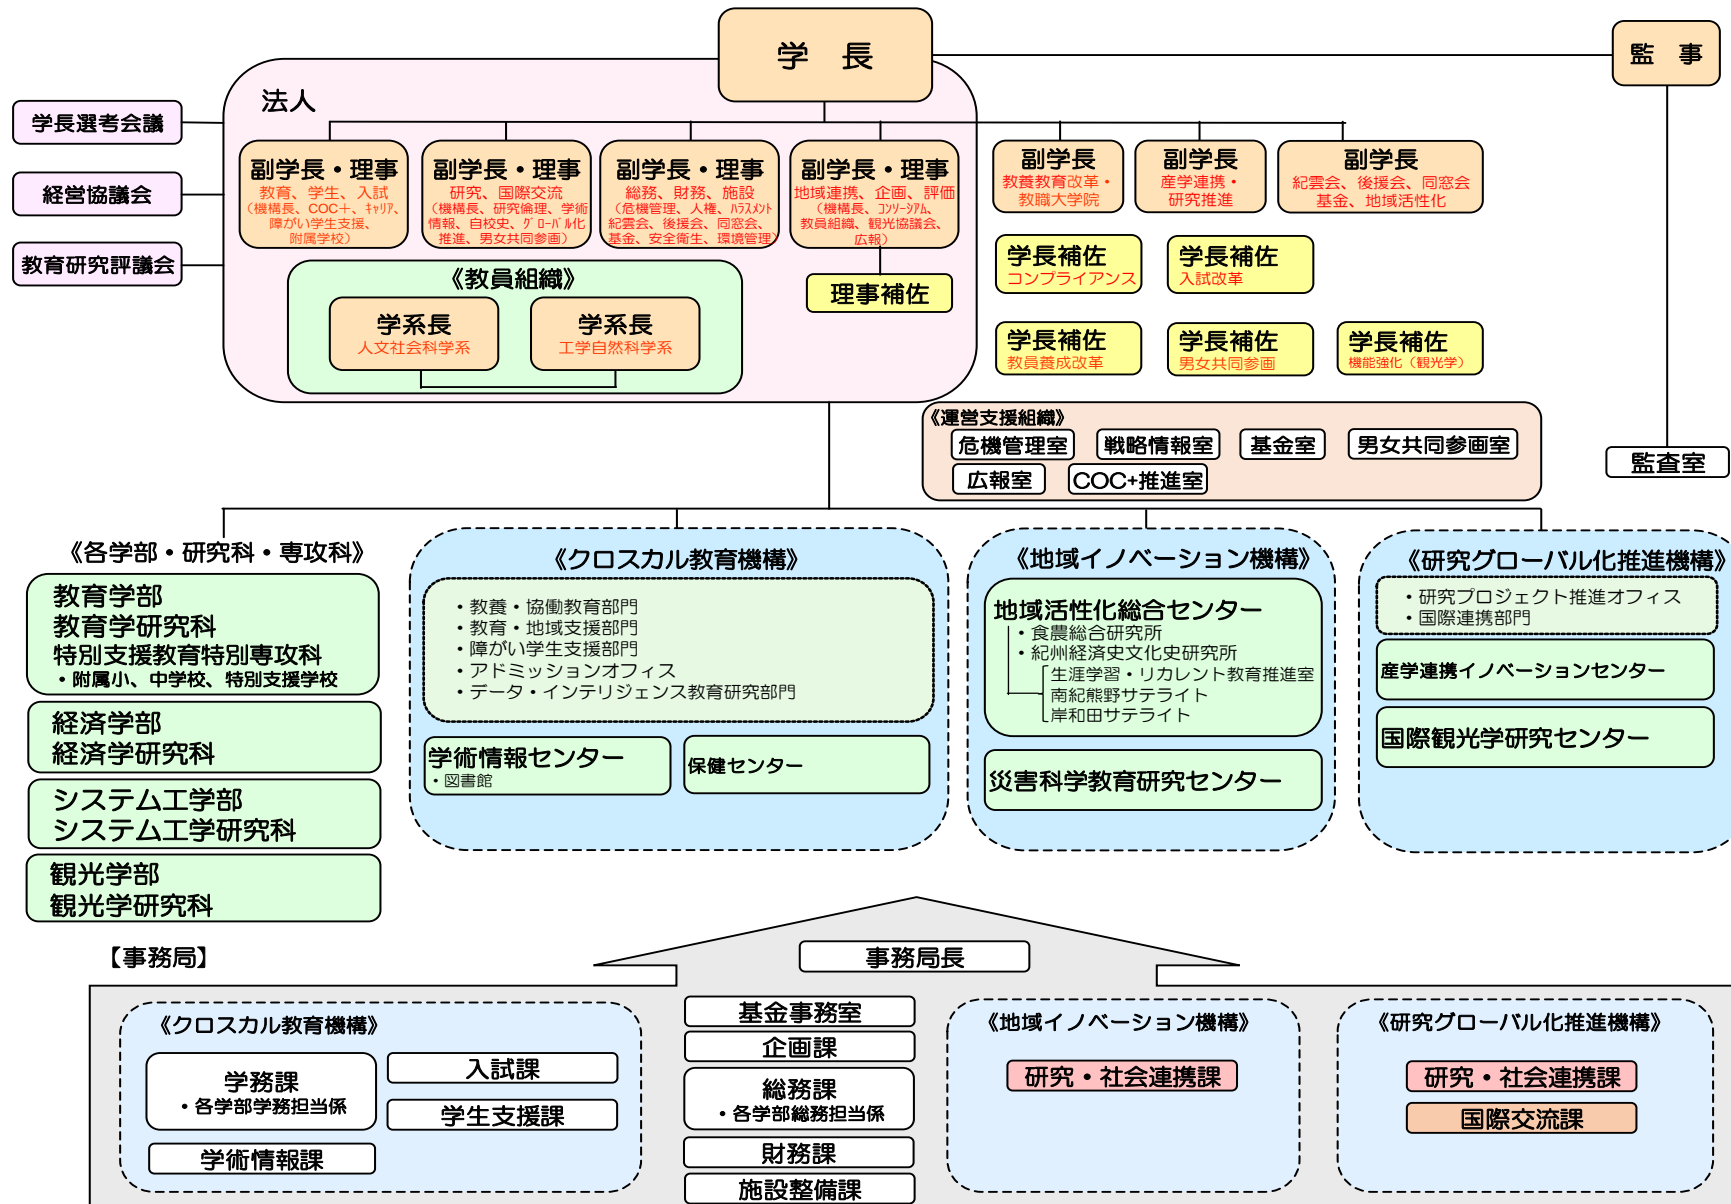 学 長
監 事
法人
学長選考会議
経営協議会
教育研究評議会
副学長・理事
教育、学生、入試
（機構長、COC＋、ｷｬﾘｱ、
障がい学生支援、
附属学校）
副学長・理事
研究、国際交流
（機構長、研究倫理、学術
情報、自校史、ｸﾞﾛｰﾊﾞﾙ化
推進、男女共同参画）
副学長・理事
総務、財務、施設
（危機管理、人権、ﾊﾗｽﾒﾝﾄ
紀雲会、後援会、同窓会、
基金、安全衛生、環境管理）
副学長・理事
地域連携、企画、評価
（機構長、ｺﾝｿｰｼｱﾑ、
教員組織、観光協議会、
広報）
副学長
教養教育改革・
教職大学院
副学長
産学連携・
研究推進
副学長
紀雲会、後援会、同窓会
基金、地域活性化
理事補佐
学長補佐
コンプライアンス
学長補佐
入試改革
学長補佐
教員養成改革
学長補佐
男女共同参画
学長補佐
機能強化（観光学）
《教員組織》
学系長
人文社会科学系
学系長
工学自然科学系
《運営支援組織》
危機管理室
戦略情報室
基金室
男女共同参画室
広報室
COC+推進室
監査室
《各学部・研究科・専攻科》
教育学部
教育学研究科
特別支援教育特別専攻科
・附属小、中学校、特別支援学校
経済学部
経済学研究科
システム工学部
システム工学研究科
観光学部
観光学研究科
《クロスカル教育機構》
・教養・協働教育部門
・教育・地域支援部門
・障がい学生支援部門
・アドミッションオフィス
・データ・インテリジェンス教育研究部門
学術情報センター
・図書館
保健センター
《地域イノベーション機構》
地域活性化総合センター
・食農総合研究所
・紀州経済史文化史研究所
生涯学習・リカレント教育推進室
南紀熊野サテライト
岸和田サテライト
災害科学教育研究センター
《研究グローバル化推進機構》
・研究プロジェクト推進オフィス
・国際連携部門
産学連携イノベーションセンター
国際観光学研究センター
【事務局】
事務局長
《クロスカル教育機構》
学務課
・各学部学務担当係
入試課
学生支援課
学術情報課
基金事務室
企画課
総務課
・各学部総務担当係
財務課
施設整備課
《地域イノベーション機構》
研究・社会連携課
《研究グローバル化推進機構》
研究・社会連携課
国際交流課